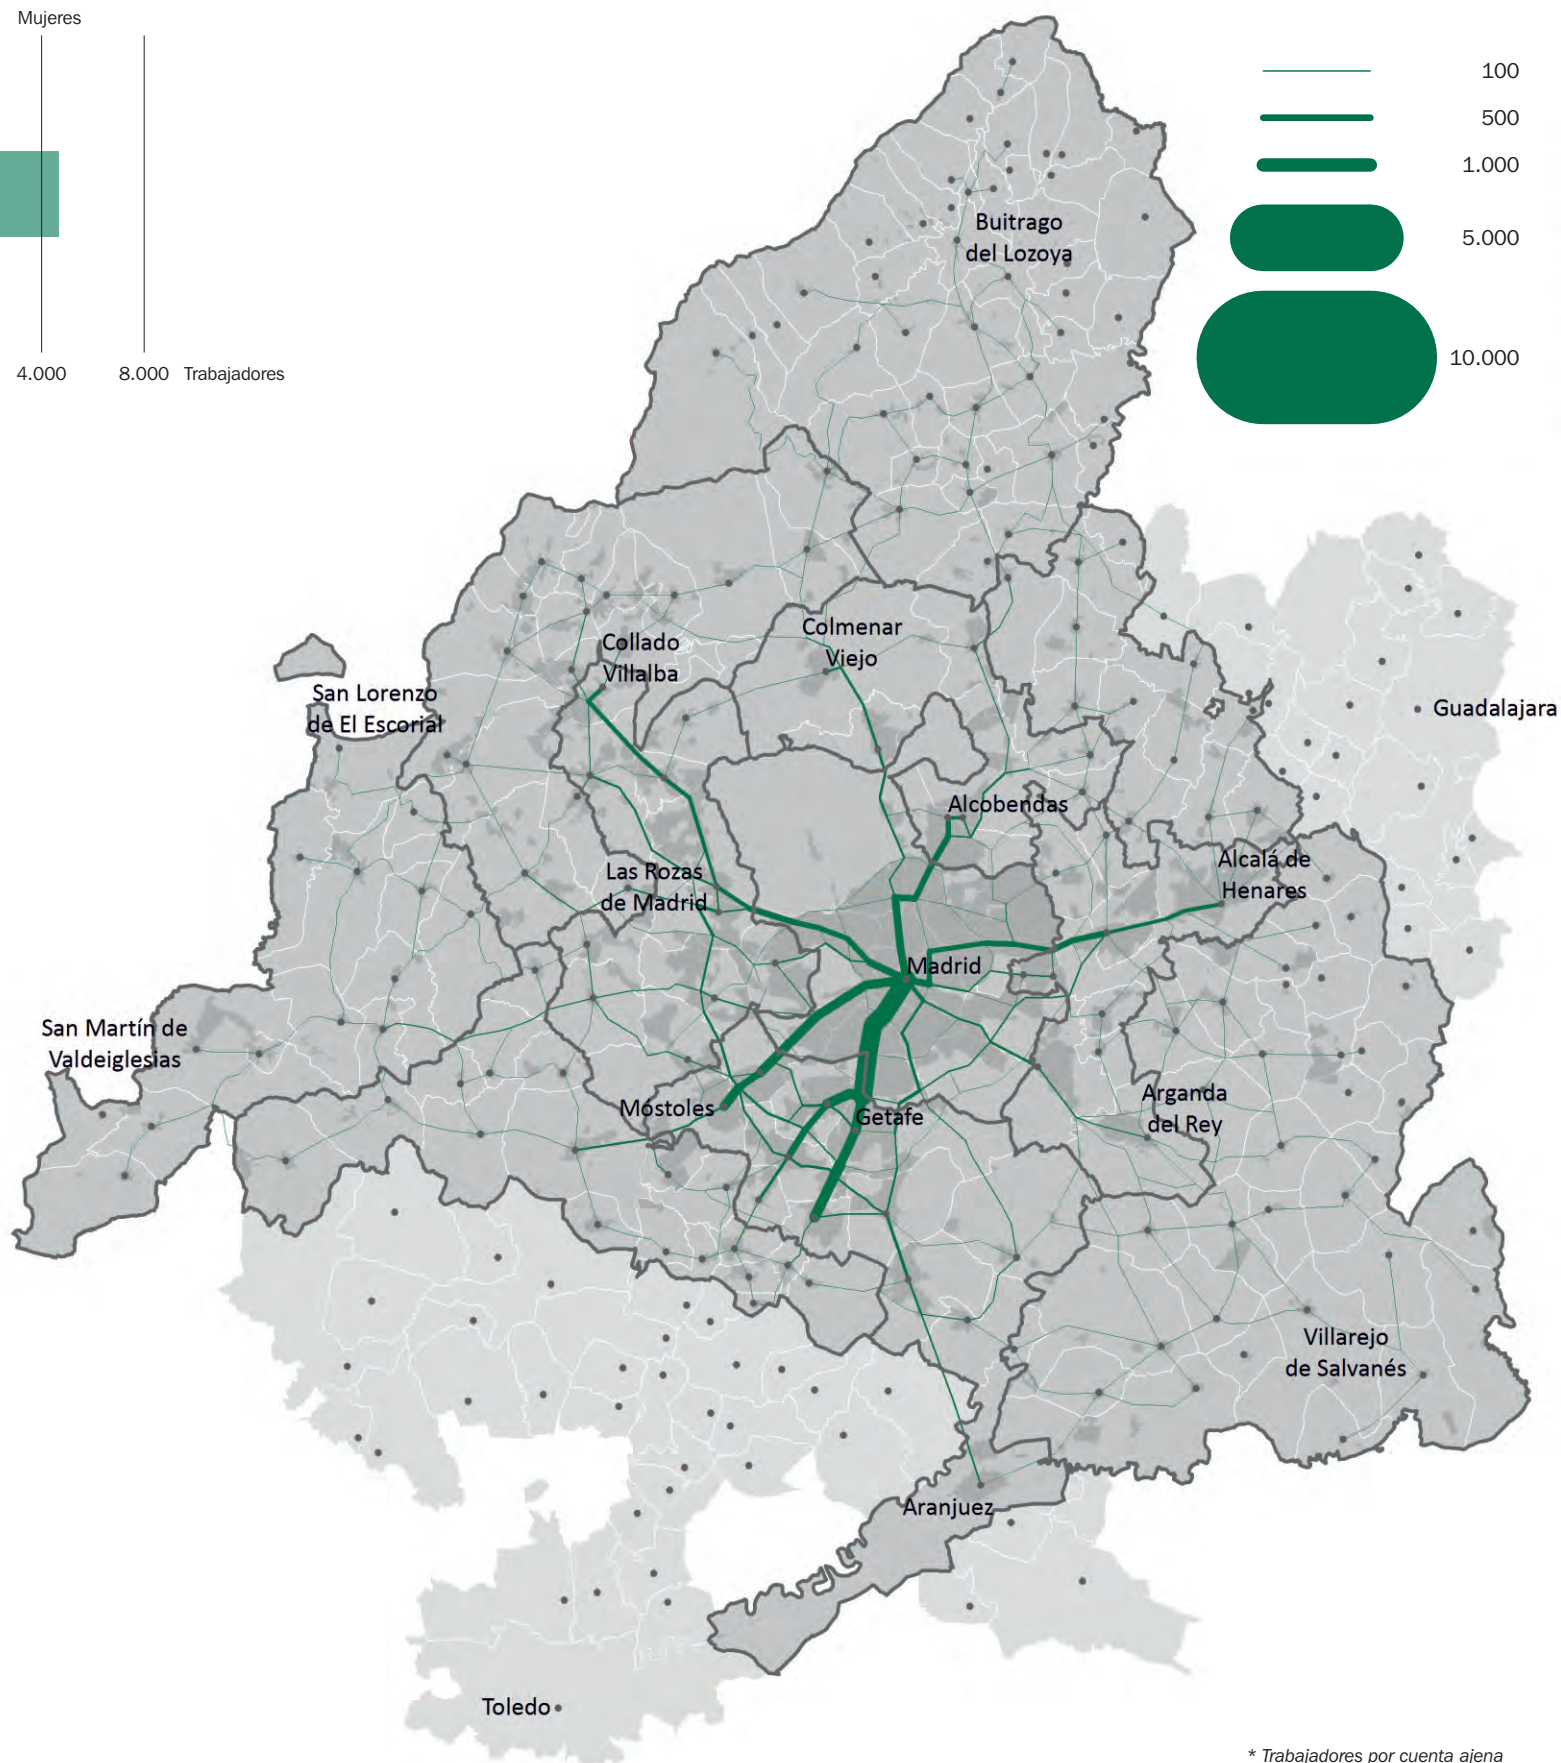 Mujeres
4.000
8.000
Trabajadores
100
500
1.000
5.000
10.000
Buitrago
del Lozoya
Colmenar
Viejo
Collado
Villalba
San Lorenzo
de El Escorial
Guadalajara
Alcobendas
Las Rozas
de Madrid
Alcalá de
Henares
Madrid
San Martín de
Valdeiglesias
Móstoles
Getafe
Arganda
del Rey
Villarejo
de Salvanés
Aranjuez
Toledo
* Trabajadores por cuenta ajena